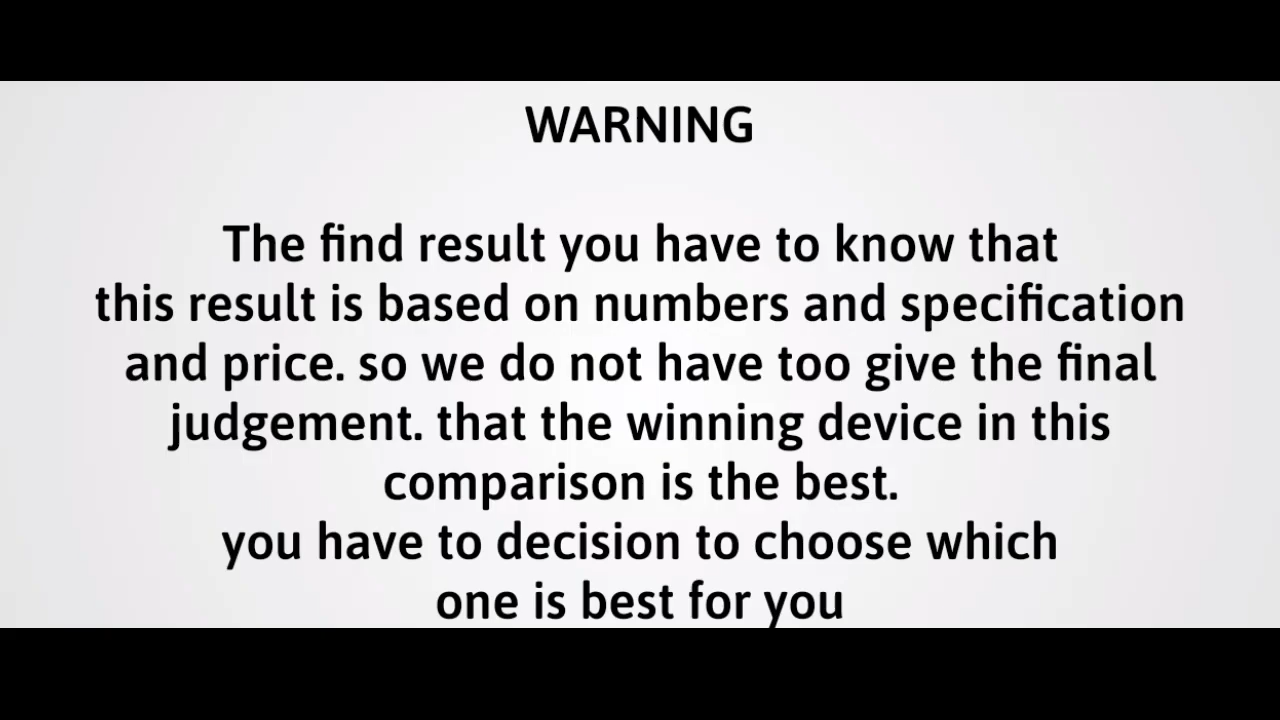 WARNING
The find result you have to know that
this result is based on numbers and specification
and price. so we do not have too give the final
judgement. that the winning device in this
comparison is the best.
you have to decision to choose which
one is best for you